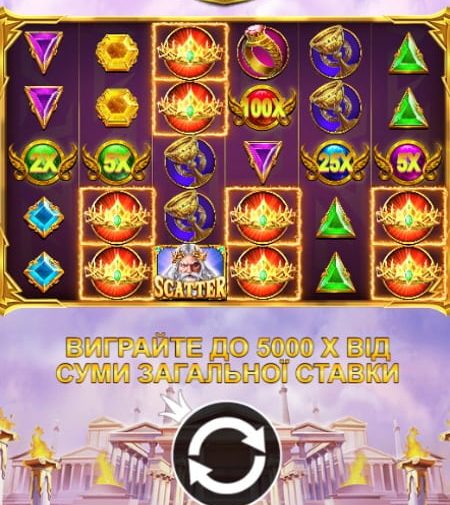 100X
2X 5X 25X 5X
SCATTER
ВИГРАЙТЕ ДО 5000 X ВІД
СУМИ ЗАГАЛЬНОЇ СТАВКИ